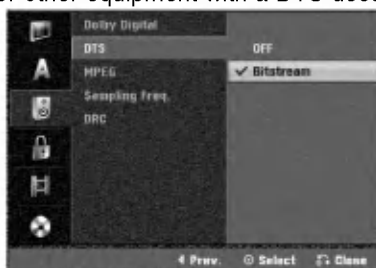 or other equipment with a DTS deco
Dolby Digital
DTS
OFF
MPEG
✓ Bitstream
Sampling Freq.
DRC
A
Prev.
Select
Close